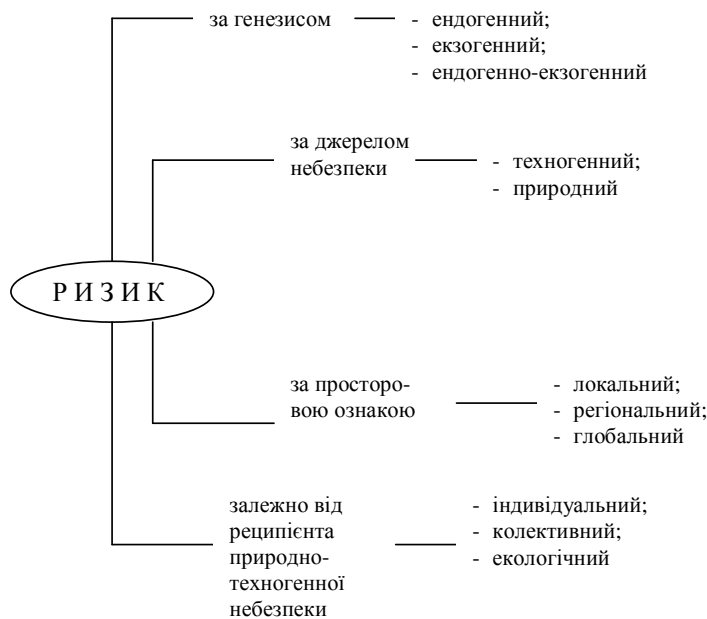 за генезисом
- ендогенний;
- екзогенний;
- ендогенно-екзогенний
за джерелом
небезпеки
- техногенний;
- природний
РИЗИК
за просторо-
вою ознакою
- локальний;
- регіональний;
- глобальний
залежно від
реципієнта
природно-
техногенної
небезпеки
- індивідуальний;
- колективний;
- екологічний